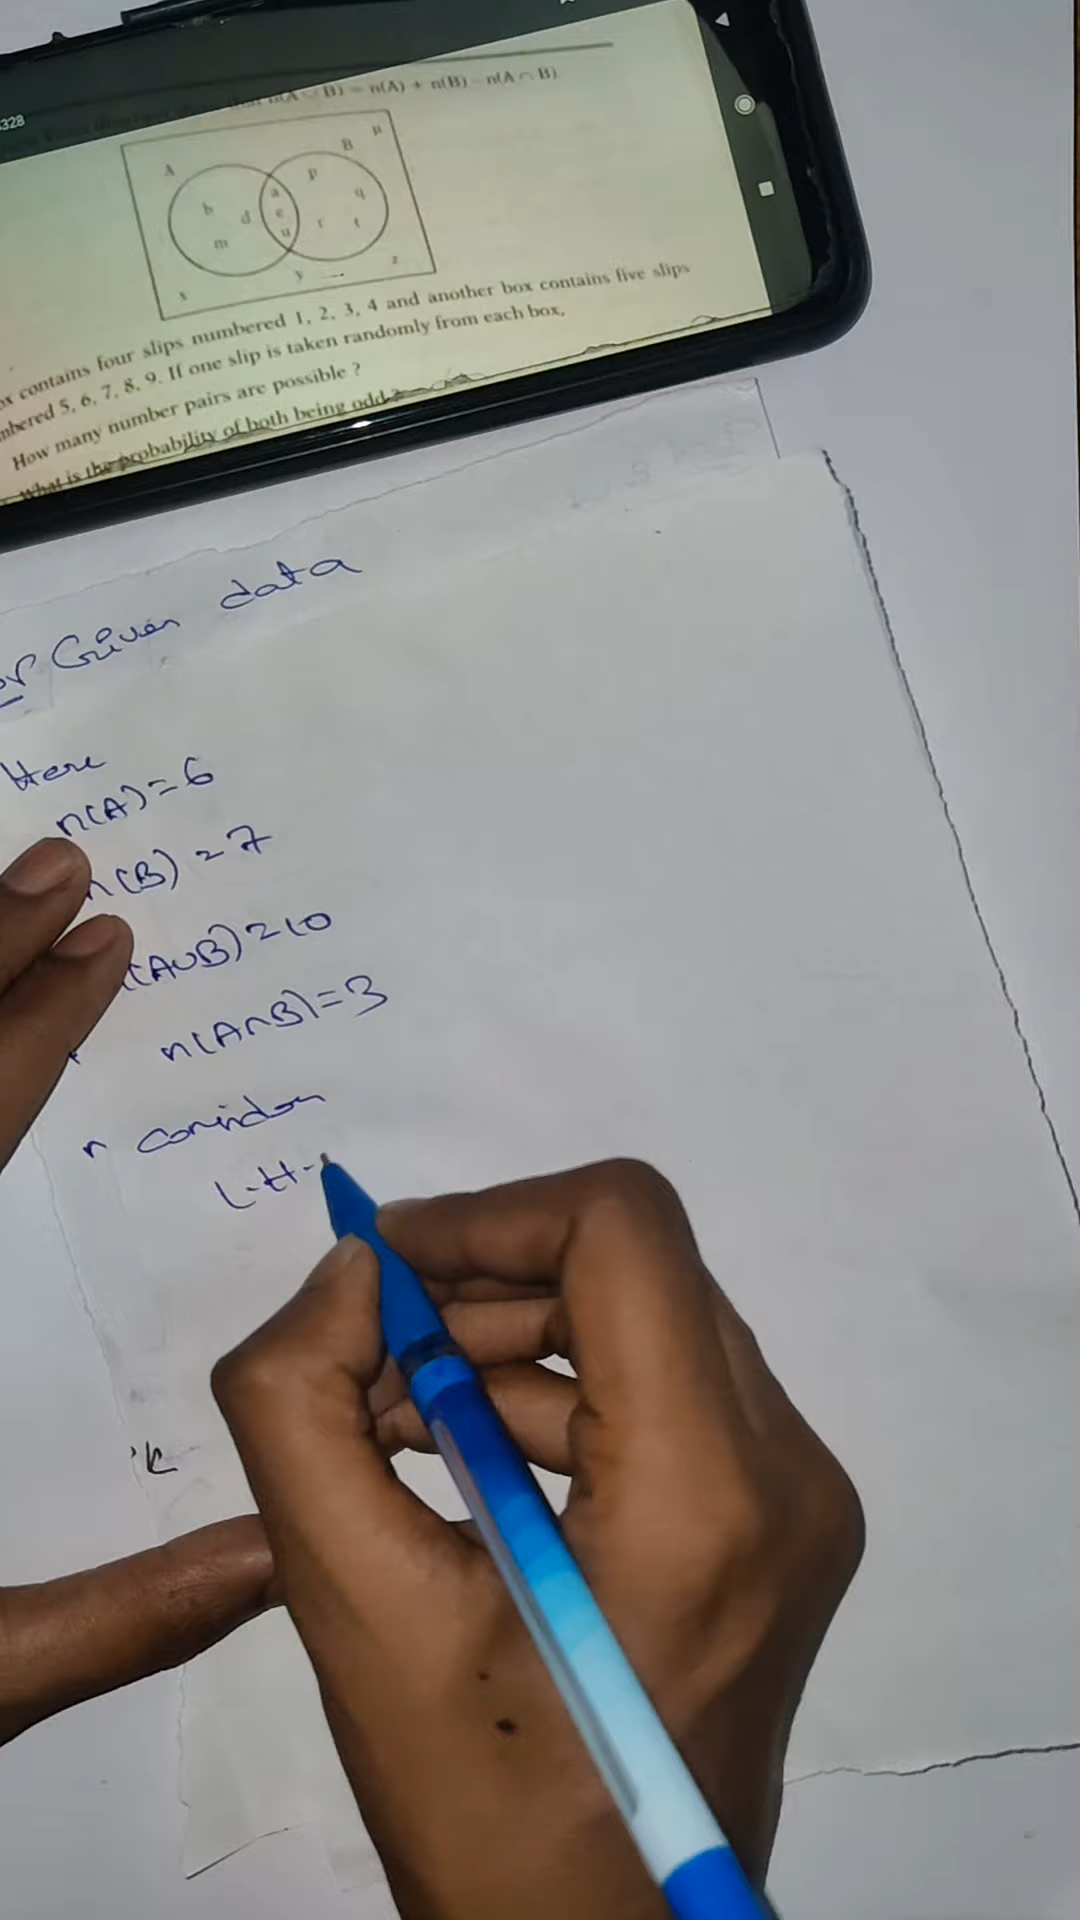 328
n(A ∪ B) = n(A) + n(B) - n(A ∩ B).
μ
A
B
b
d
m
a
e
u
p
q
r
t
x
y
z
contains four slips numbered 1, 2, 3, 4 and another box contains five slips
5, 6, 7, 8, 9. If one slip is taken randomly from each box,
How many number pairs are possible ?
What is the probability of both being odd ?
Given data
Here
n(A) = 6
(B) = 7
(A∪B) = 10
n(A∩B) = 3
L.H